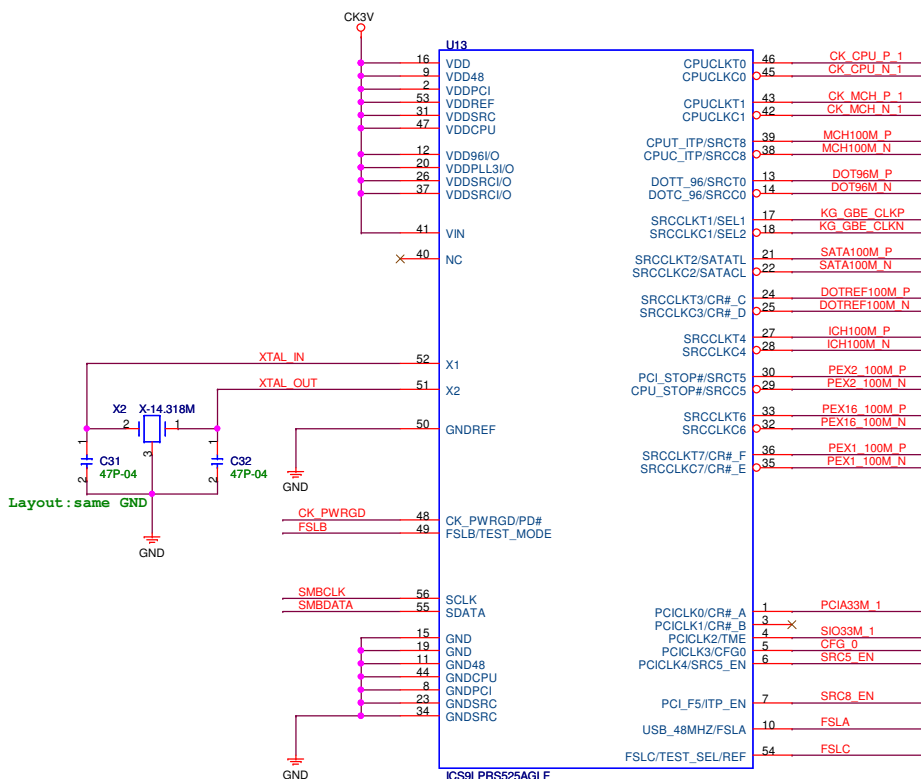 CK3V
U13
16 VDD
9 VDD48
2 VDDPCI
53 VDDREF
31 VDDSRC
47 VDDCPU
12 VDD96I/O
20 VDDPLL3I/O
26 VDDSRCI/O
37 VDDSRCI/O
41 VIN
40 NC
XTAL_IN 52 X1
XTAL_OUT 51 X2
X2 X-14.318M
2 1
3
1 C31 2
47P-04
1 C32 2
47P-04
Layout:same GND
GND
50 GNDREF
GND
CK_PWRGD 48 CK_PWRGD/PD#
FSLB 49 FSLB/TEST_MODE
SMBCLK 56 SCLK
SMBDATA 55 SDATA
15 GND
19 GND
11 GND48
44 GNDCPU
8 GNDPCI
23 GNDSRC
34 GNDSRC
GND
CPUCLKT0 46 CK_CPU_P_1
CPUCLKC0 45 CK_CPU_N_1
CPUCLKT1 43 CK_MCH_P_1
CPUCLKC1 42 CK_MCH_N_1
CPUT_ITP/SRCT8 39 MCH100M_P
CPUC_ITP/SRCC8 38 MCH100M_N
DOTT_96/SRCT0 13 DOT96M_P
DOTC_96/SRCC0 14 DOT96M_N
SRCCLKT1/SEL1 17 KG_GBE_CLKP
SRCCLKC1/SEL2 18 KG_GBE_CLKN
SRCCLKT2/SATATL 21 SATA100M_P
SRCCLKC2/SATACL 22 SATA100M_N
SRCCLKT3/CR#_C 24 DOTREF100M_P
SRCCLKC3/CR#_D 25 DOTREF100M_N
SRCCLKT4 27 ICH100M_P
SRCCLKC4 28 ICH100M_N
PCI_STOP#/SRCT5 30 PEX2_100M_P
CPU_STOP#/SRCC5 29 PEX2_100M_N
SRCCLKT6 33 PEX16_100M_P
SRCCLKC6 32 PEX16_100M_N
SRCCLKT7/CR#_F 36 PEX1_100M_P
SRCCLKC7/CR#_E 35 PEX1_100M_N
PCICLK0/CR#_A 1 PCIA33M_1
PCICLK1/CR#_B 3
PCICLK2/TME 4 SIO33M_1
PCICLK3/CFG0 5 CFG_0
PCICLK4/SRC5_EN 6 SRC5_EN
PCI_F5/ITP_EN 7 SRC8_EN
USB_48MHZ/FSLA 10 FSLA
FSLC/TEST_SEL/REF 54 FSLC
ICS9LPRS525AGLF